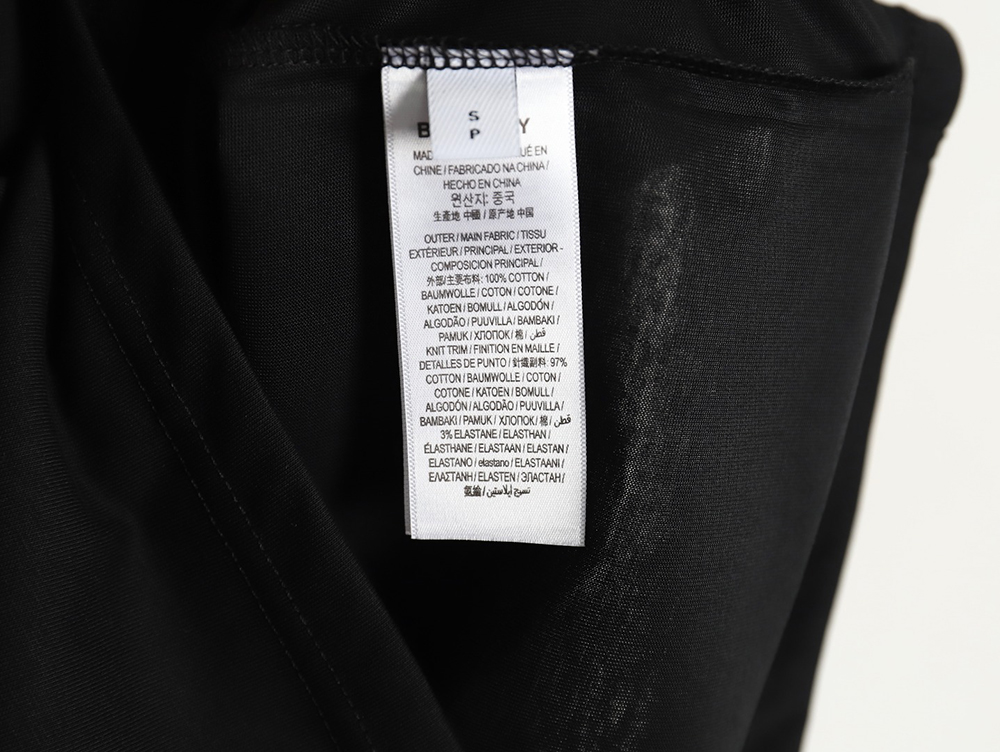 S
P
B Y
MAD UÉ EN
CHINE / FABRICADO NA CHINA /
HECHO EN CHINA
원산지: 중국
生產地 中國 / 原产地 中国
OUTER / MAIN FABRIC / TISSU
EXTÉRIEUR / PRINCIPAL / EXTERIOR -
COMPOSICION PRINCIPAL /
外部/主要布料: 100% COTTON /
BAUMWOLLE / COTON / COTONE /
KATOEN / BOMULL / ALGODÓN /
ALGODÃO / PUUVILLA / BAMBAKI /
PAMUK / ХЛОПОК / 棉 / قطن
KNIT TRIM / FINITION EN MAILLE /
DETALLES DE PUNTO / 針織副料: 97%
COTTON / BAUMWOLLE / COTON /
COTONE / KATOEN / BOMULL /
ALGODÓN / ALGODÃO / PUUVILLA /
BAMBAKI / PAMUK / ХЛОПОК / 棉 / قطن
3% ELASTANE / ELASTHAN /
ÉLASTHANE / ELASTAAN / ELASTAN /
ELASTANO / elastano / ELASTAANI /
ΕΛΑΣΤΑΝΗ / ELASTEN / ЭЛАСТАН /
氨綸 / نسيج إيلاستين